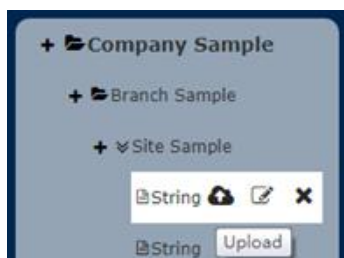 Company Sample
Branch Sample
Site Sample
String
String
Upload